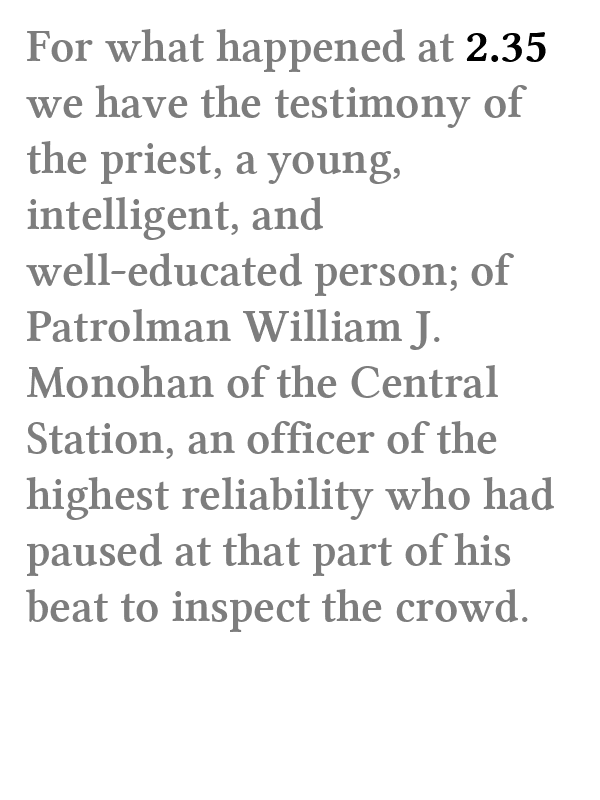 For what happened at 2.35
we have the testimony of
the priest, a young,
intelligent, and
well-educated person; of
Patrolman William J.
Monohan of the Central
Station, an officer of the
highest reliability who had
paused at that part of his
beat to inspect the crowd.